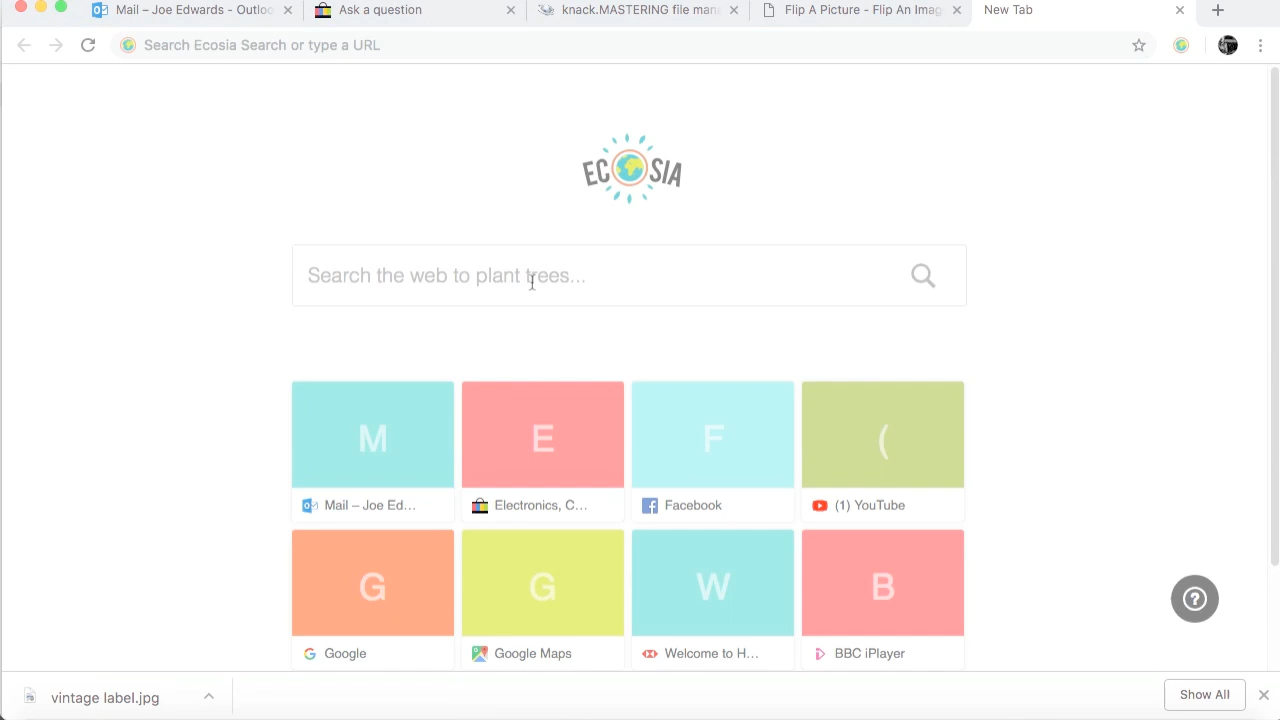 Mail – Joe Edwards - Outloo
Ask a question
knack.MASTERING file man
Flip A Picture - Flip An Imag
New Tab
Search Ecosia Search or type a URL
ECOSIA
Search the web to plant trees...
M
E
F
(
Mail – Joe Ed...
Electronics, C...
Facebook
(1) YouTube
G
G
W
B
Google
Google Maps
Welcome to H...
BBC iPlayer
?
vintage label.jpg
Show All